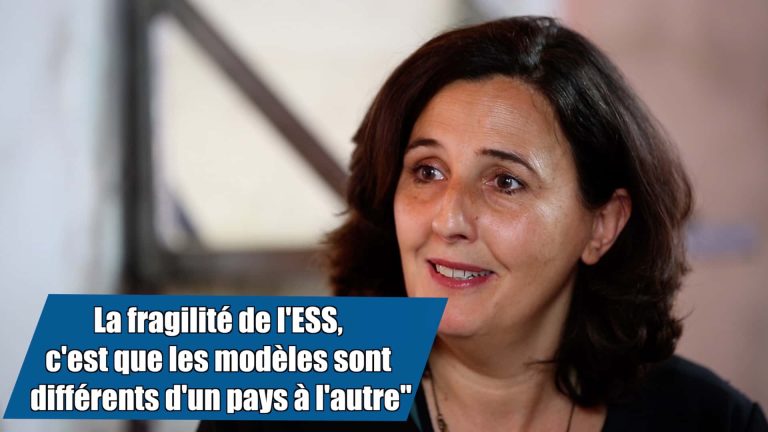 La fragilité de l'ESS,
c'est que les modèles sont
différents d'un pays à l'autre"